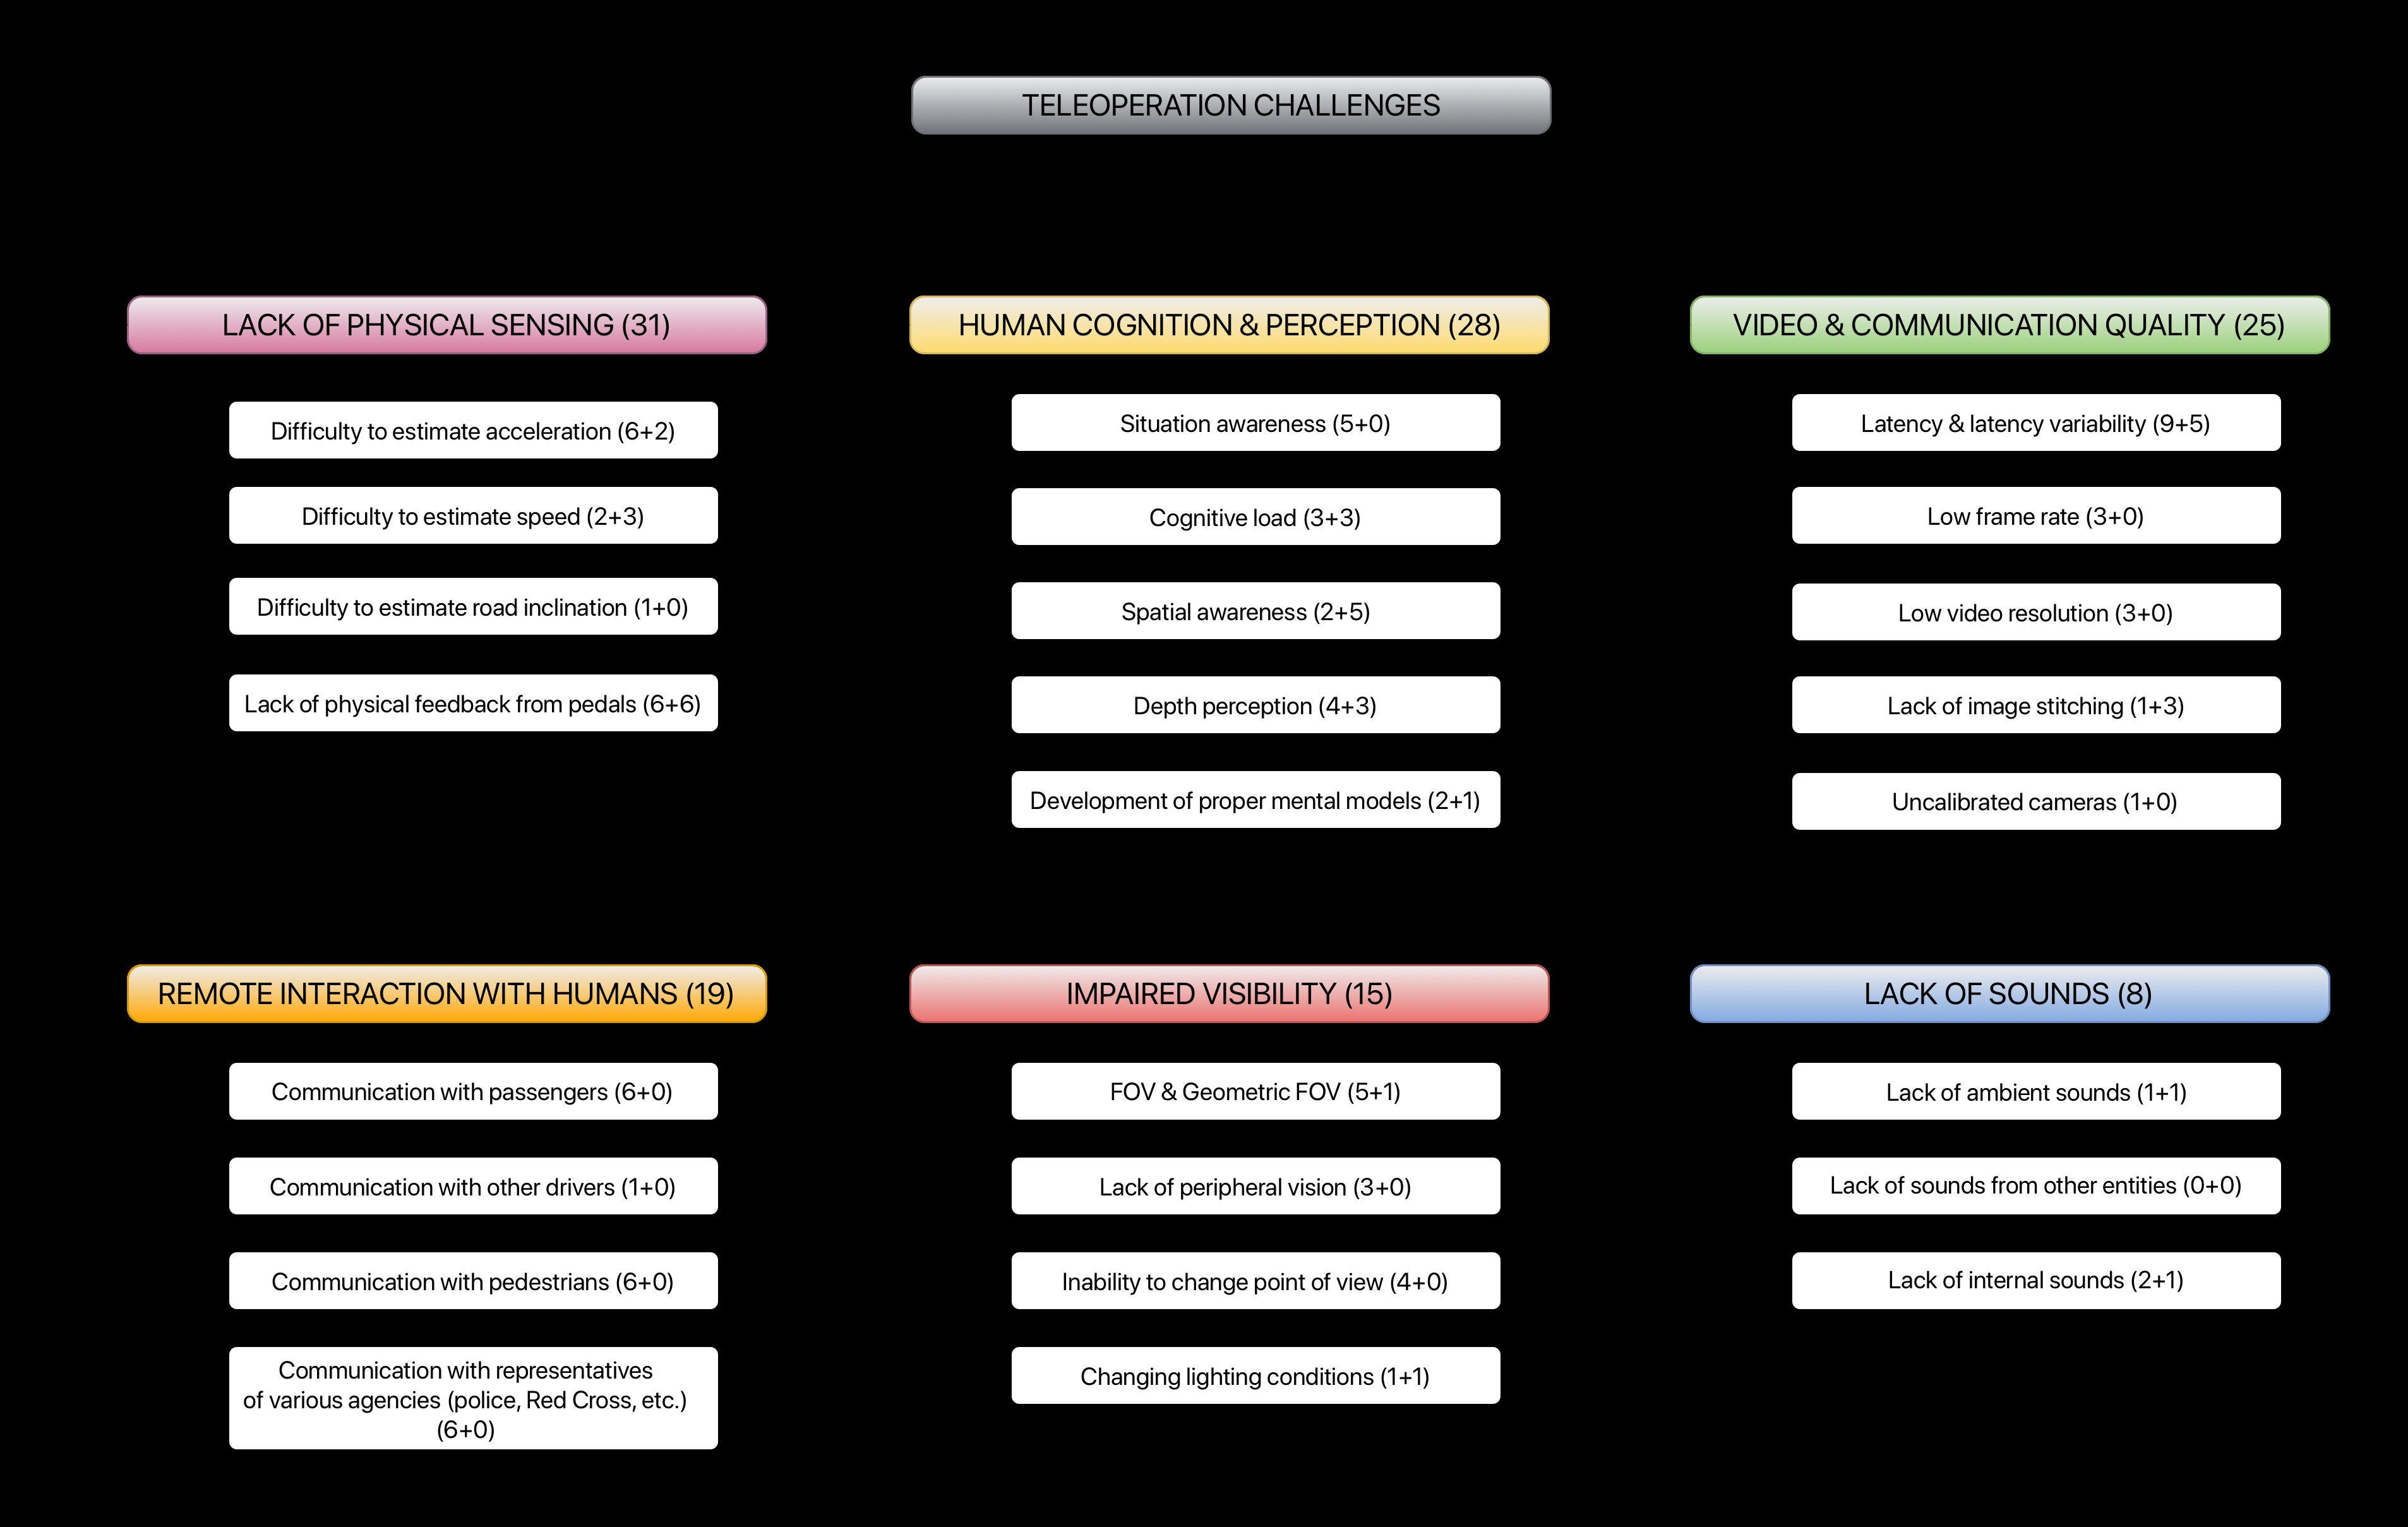 TELEOPERATION CHALLENGES
LACK OF PHYSICAL SENSING (31)
Difficulty to estimate acceleration (6+2)
Difficulty to estimate speed (2+3)
Difficulty to estimate road inclination (1+0)
Lack of physical feedback from pedals (6+6)
HUMAN COGNITION & PERCEPTION (28)
Situation awareness (5+0)
Cognitive load (3+3)
Spatial awareness (2+5)
Depth perception (4+3)
Development of proper mental models (2+1)
VIDEO & COMMUNICATION QUALITY (25)
Latency & latency variability (9+5)
Low frame rate (3+0)
Low video resolution (3+0)
Lack of image stitching (1+3)
Uncalibrated cameras (1+0)
REMOTE INTERACTION WITH HUMANS (19)
Communication with passengers (6+0)
Communication with other drivers (1+0)
Communication with pedestrians (6+0)
Communication with representatives
of various agencies (police, Red Cross, etc.)
(6+0)
IMPAIRED VISIBILITY (15)
FOV & Geometric FOV (5+1)
Lack of peripheral vision (3+0)
Inability to change point of view (4+0)
Changing lighting conditions (1+1)
LACK OF SOUNDS (8)
Lack of ambient sounds (1+1)
Lack of sounds from other entities (0+0)
Lack of internal sounds (2+1)